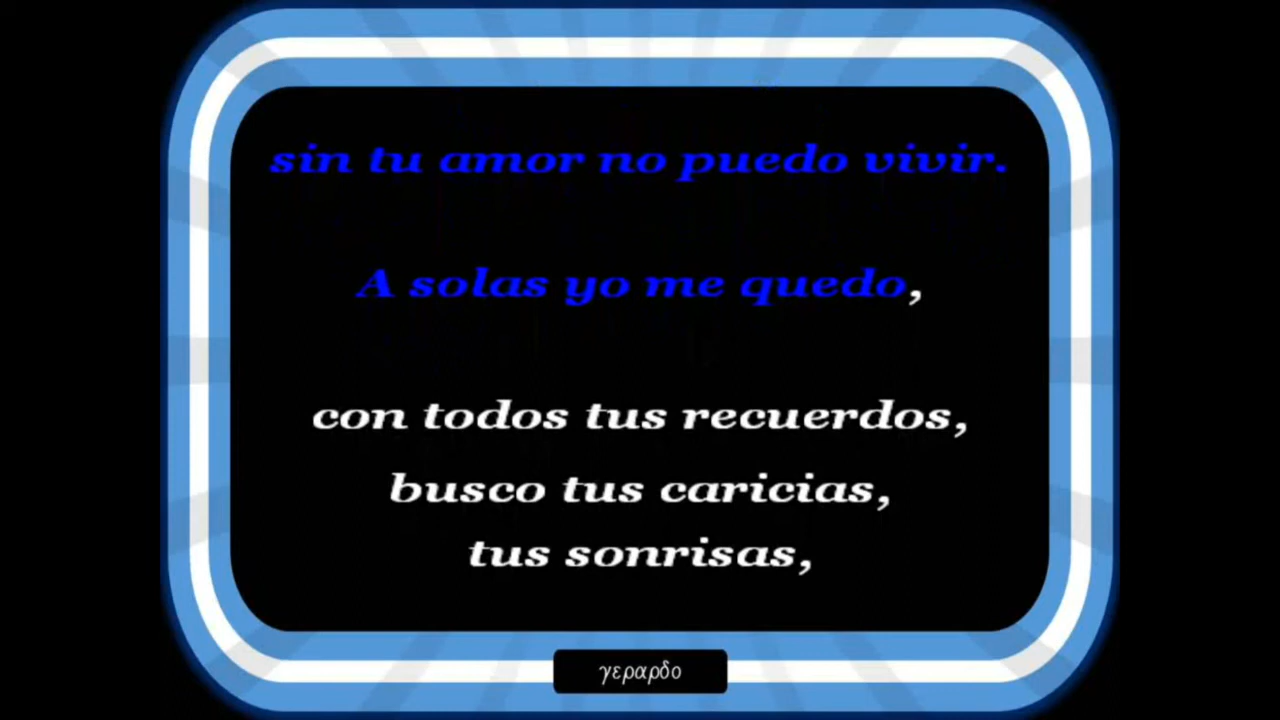 sin tu amor no puedo vivir.
A solas yo me quedo,
con todos tus recuerdos,
busco tus caricias,
tus sonrisas,
γεραρδο